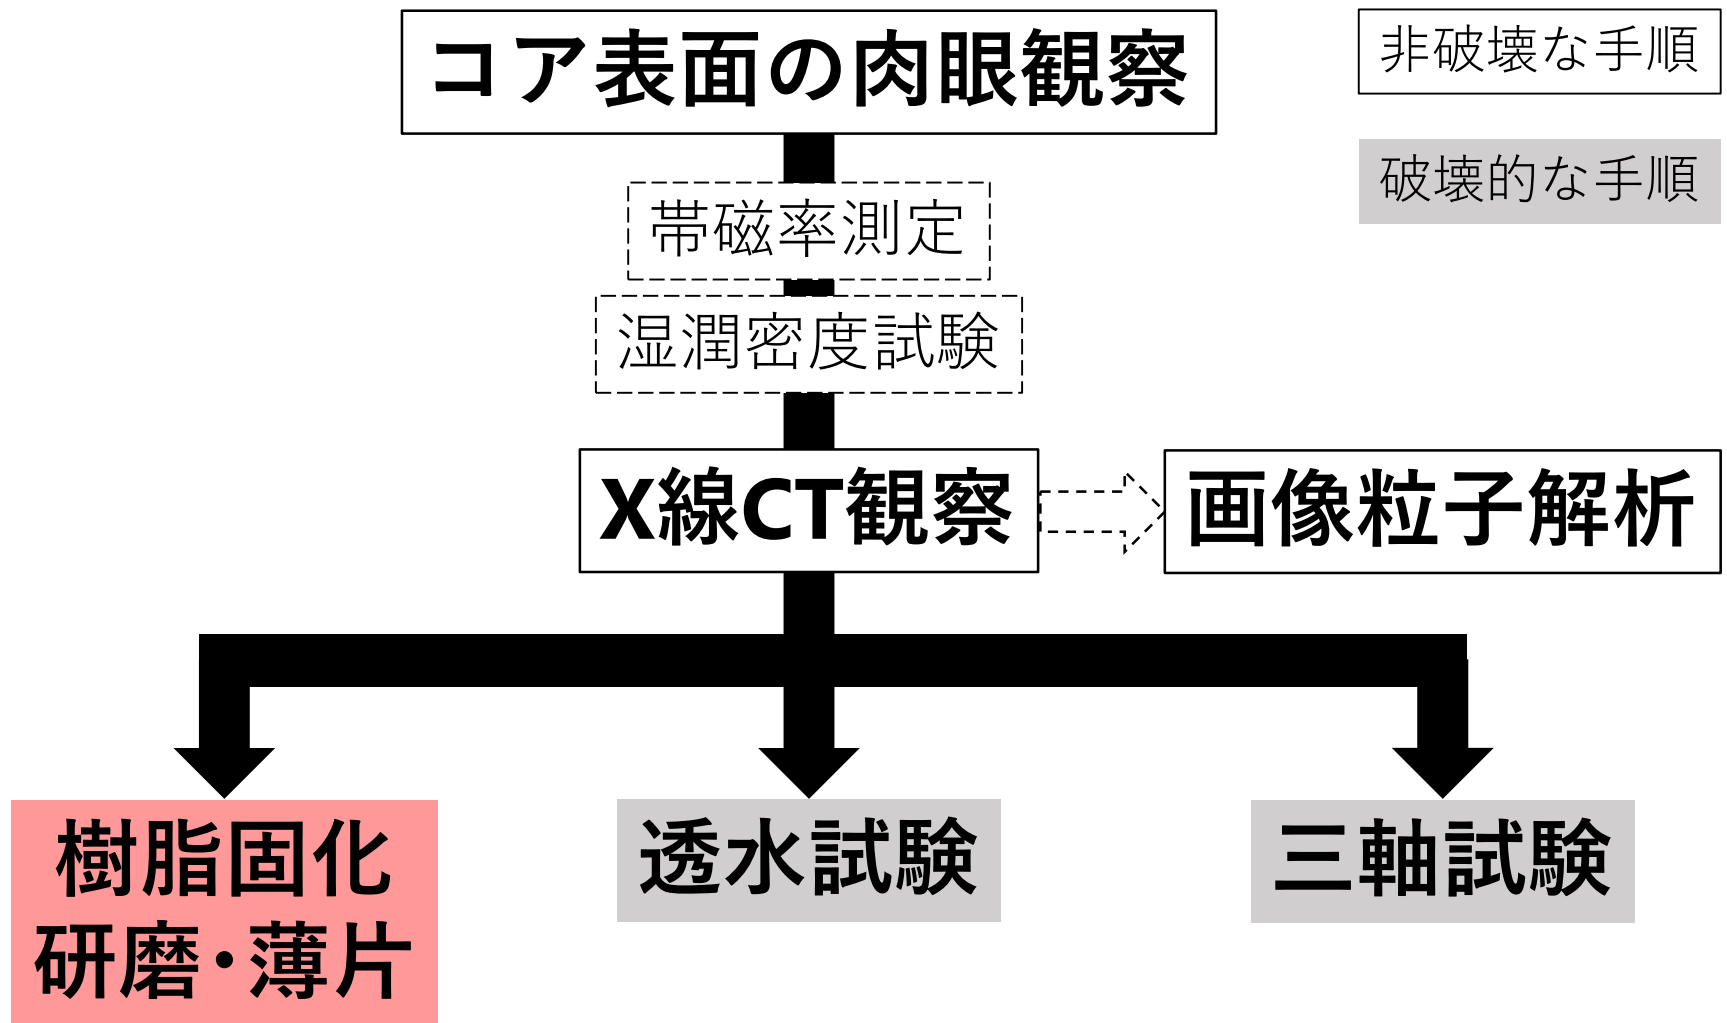 コア表面の肉眼観察
非破壊な手順
破壊的な手順
帯磁率測定
湿潤密度試験
X線CT観察
画像粒子解析
樹脂固化
研磨・薄片
透水試験
三軸試験